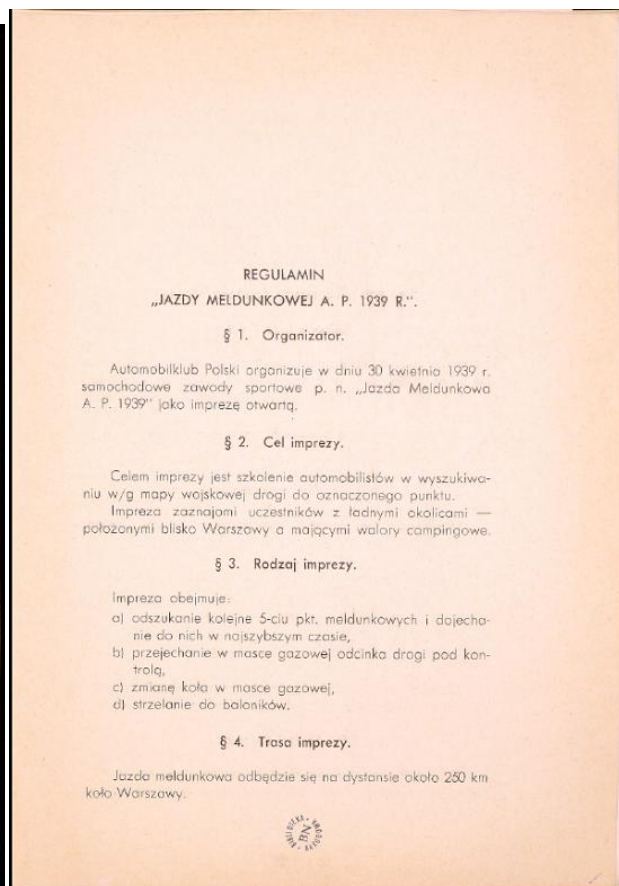 REGULAMIN
„JAZDY MELDUNKOWEJ A. P. 1939 R.".
§ 1. Organizator.
Automobilklub Polski organizuje w dniu 30 kwietnia 1939 r.
samochodowe zawody sportowe p. n. „Jazda Meldunkowa
A. P. 1939" jako imprezę otwartą.
§ 2. Cel imprezy.
Celem imprezy jest szkolenie automobilistów w wyszukiwa-
niu w/g mapy wojskowej drogi do oznaczonego punktu.
Impreza zaznajomi uczestników z ładnymi okolicami —
położonymi blisko Warszawy a mającymi walory campingowe.
§ 3. Rodzaj imprezy.
Impreza obejmuje:
a) odszukanie kolejne 5-ciu pkt. meldunkowych i dojecha-
nie do nich w najszybszym czasie,
b) przejechanie w masce gazowej odcinka drogi pod kon-
trolą,
c) zmianę koła w masce gazowej,
d) strzelanie do baloników.
§ 4. Trasa imprezy.
Jazda meldunkowa odbędzie się na dystansie około 250 km
koło Warszawy.
BIBLIOTEKA NARODOWA
BN